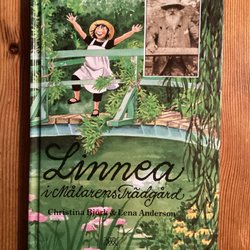 Linnea
i Målarens Trädgård
Christina Björk & Lena Anderson